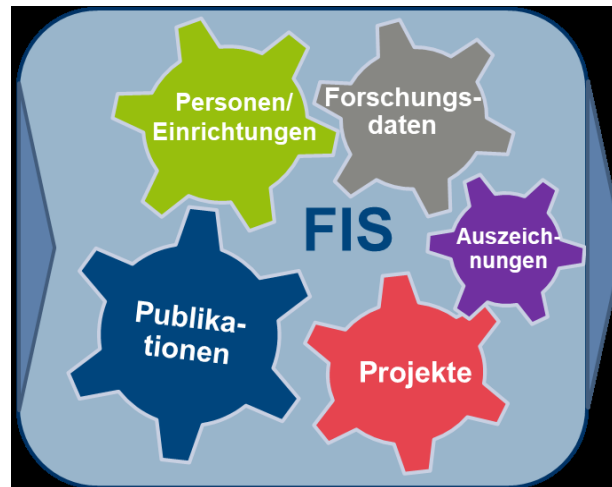 Personen/
Einrichtungen
Forschungs-
daten
FIS
Auszeich-
nungen
Publika-
tionen
Projekte